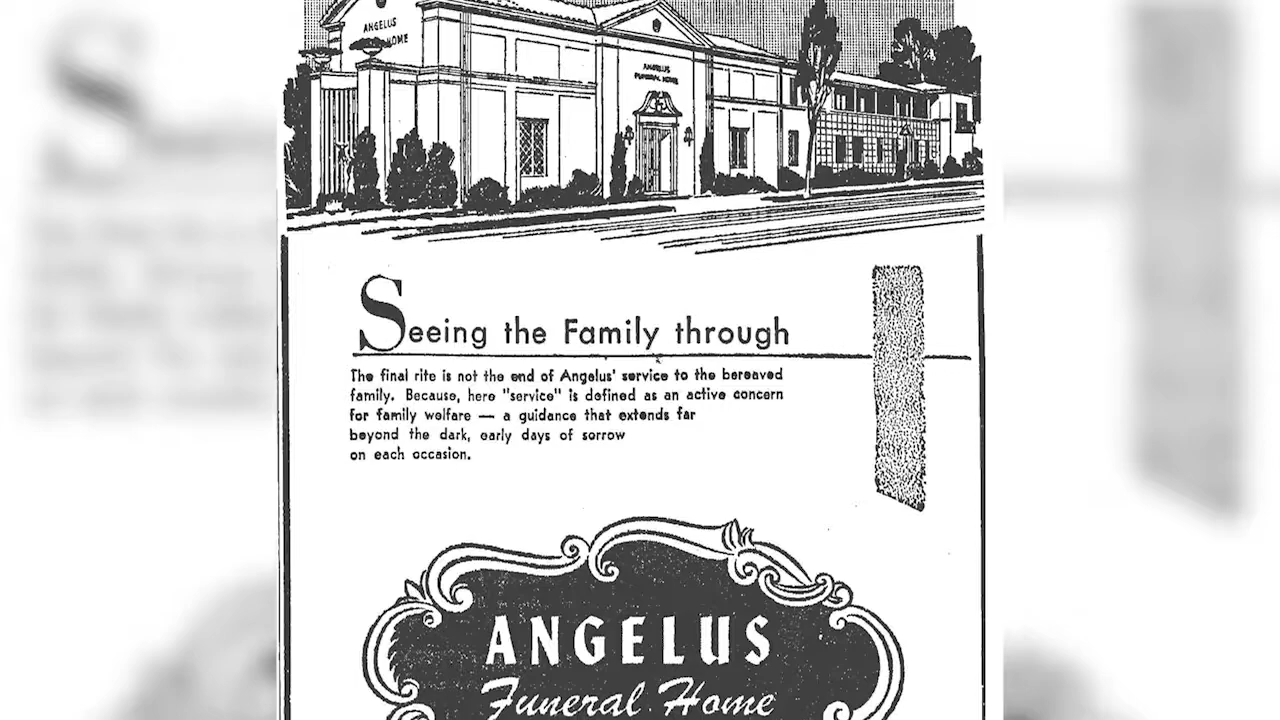 ANGELUS
HOME
ANGELUS
FUNERAL HOME
Seeing the Family through
The final rite is not the end of Angelus' service to the bereaved
family. Because, here "service" is defined as an active concern
for family welfare — a guidance that extends far
beyond the dark, early days of sorrow
on each occasion.
ANGELUS
Funeral Home